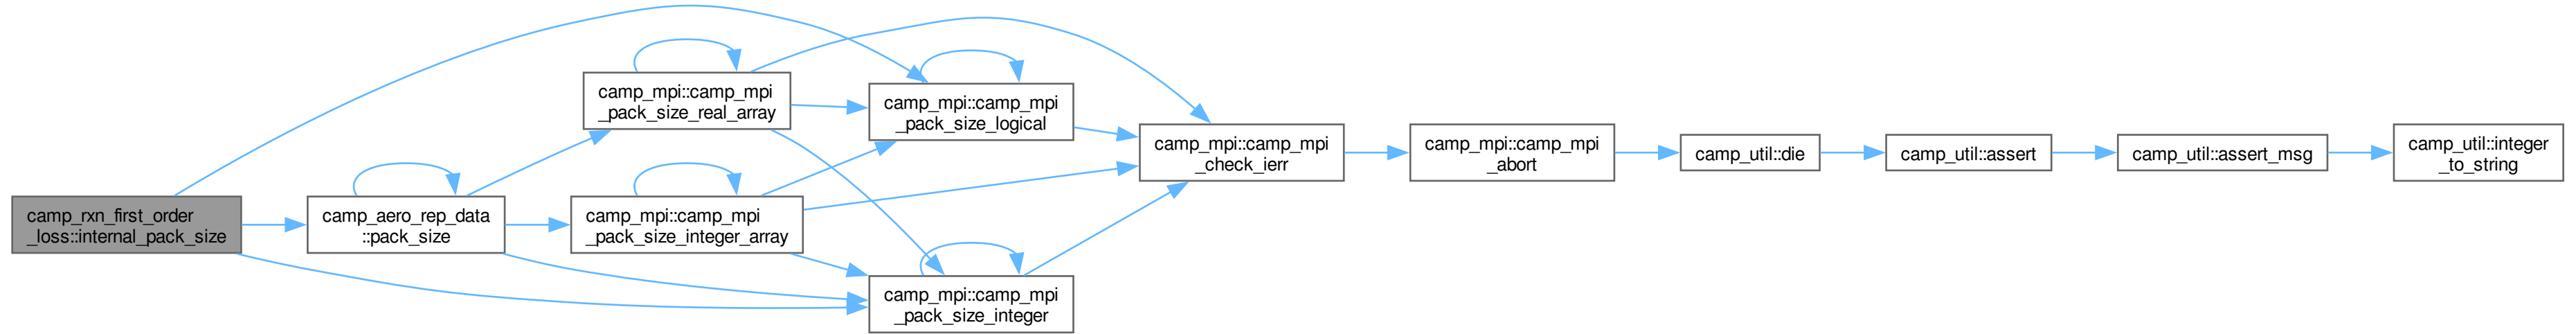 camp_rxn_first_order
_loss::internal_pack_size
camp_aero_rep_data
::pack_size
camp_mpi::camp_mpi
_pack_size_real_array
camp_mpi::camp_mpi
_pack_size_integer_array
camp_mpi::camp_mpi
_pack_size_logical
camp_mpi::camp_mpi
_pack_size_integer
camp_mpi::camp_mpi
_check_ierr
camp_mpi::camp_mpi
_abort
camp_util::die
camp_util::assert
camp_util::assert_msg
camp_util::integer
_to_string